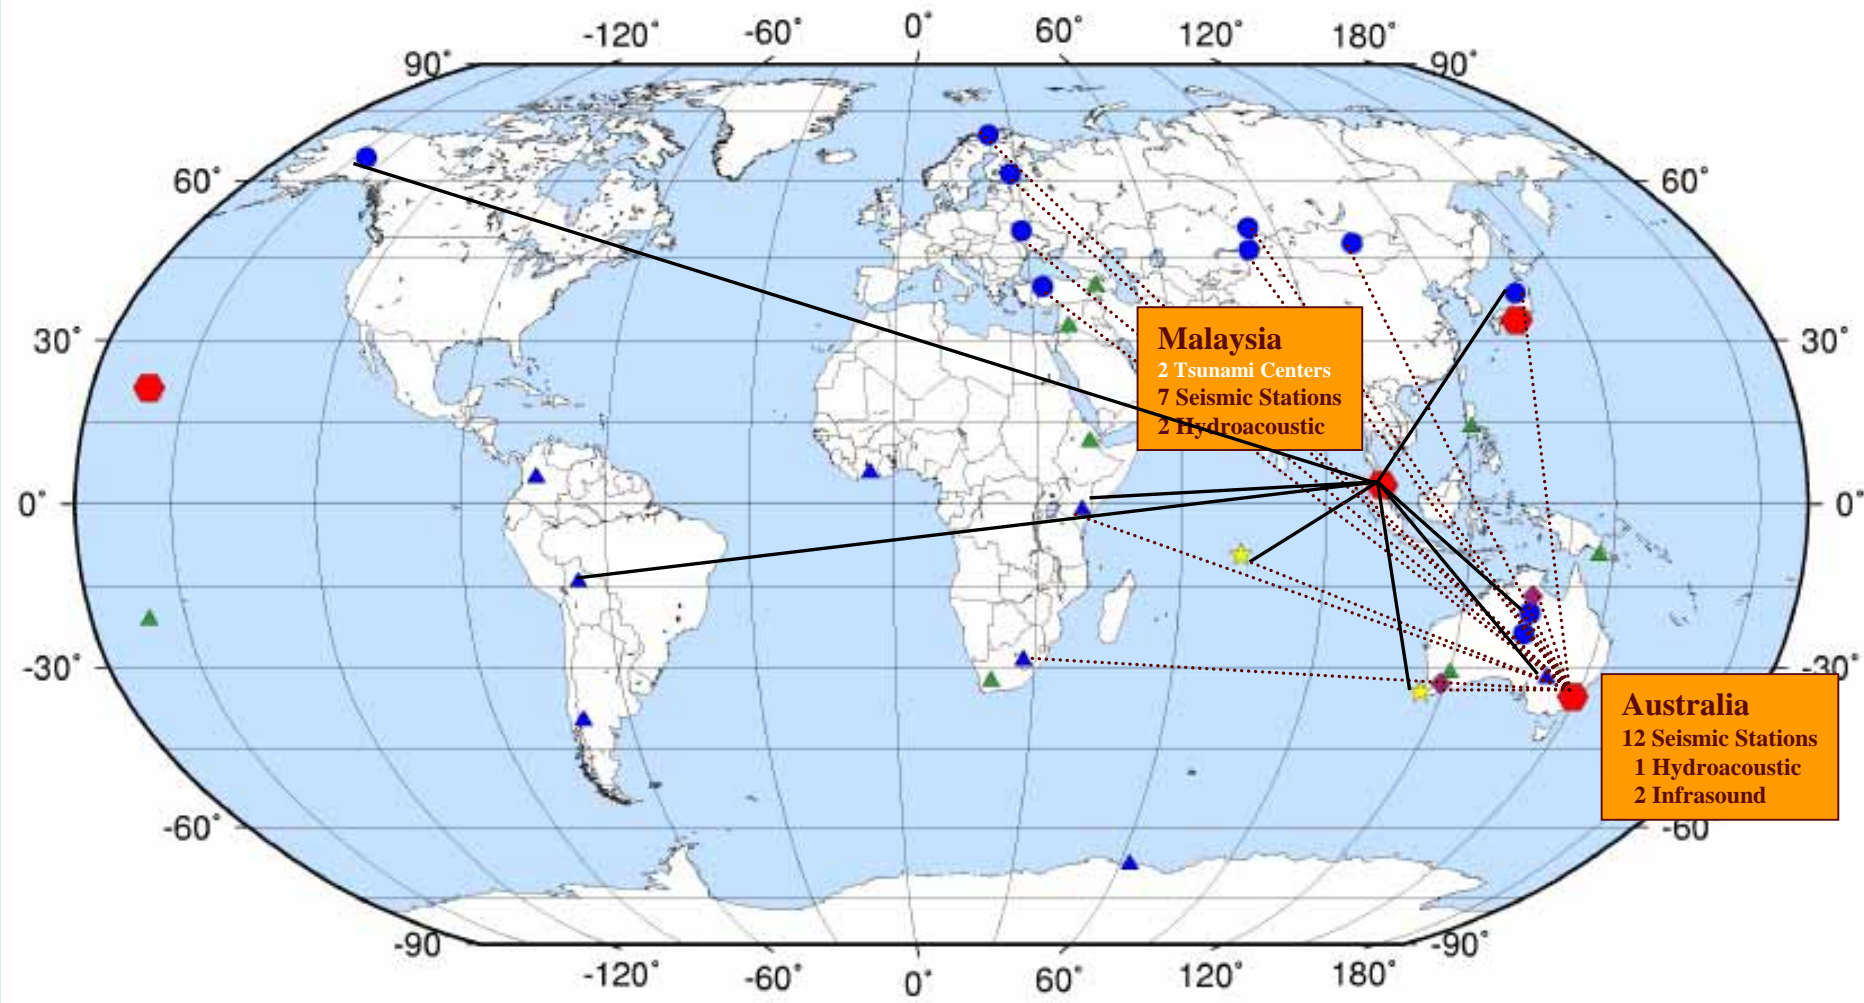 -120° -60° 0° 60° 120° 180°
90° 90°
60° 60°
30° 30°
0° 0°
-30° -30°
-60° -60
-90 -90°
-120° -60° 0° 60° 120° 180°
Malaysia
2 Tsunami Centers
7 Seismic Stations
2 Hydroacoustic
Australia
12 Seismic Stations
1 Hydroacoustic
2 Infrasound